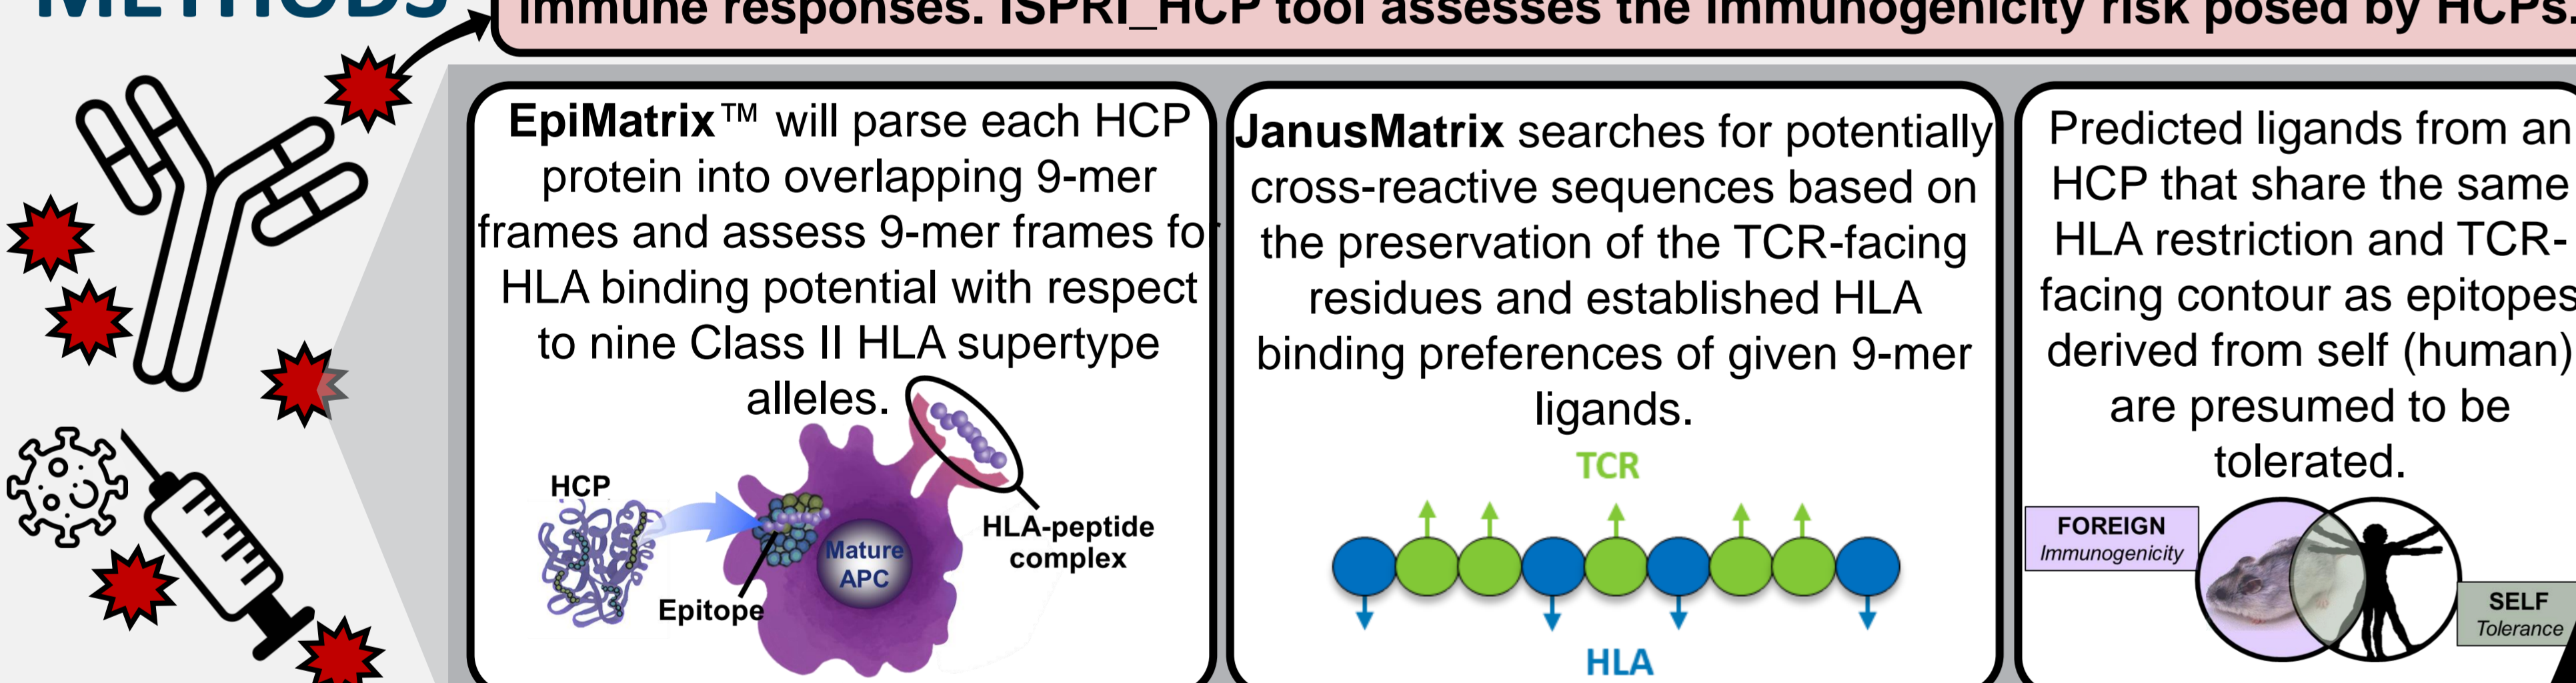 METHODS
immune responses. ISPRI_HCP tool assesses the immunogenicity risk posed by HCPs.
EpiMatrix™ will parse each HCP
protein into overlapping 9-mer
frames and assess 9-mer frames for
HLA binding potential with respect
to nine Class II HLA supertype
alleles.
HCP
Epitope
Mature
APC
HLA-peptide
complex
JanusMatrix searches for potentially
cross-reactive sequences based on
the preservation of the TCR-facing
residues and established HLA
binding preferences of given 9-mer
ligands.
TCR
HLA
Predicted ligands from an
HCP that share the same
HLA restriction and TCR-
facing contour as epitopes
derived from self (human)
are presumed to be
tolerated.
FOREIGN
Immunogenicity
SELF
Tolerance